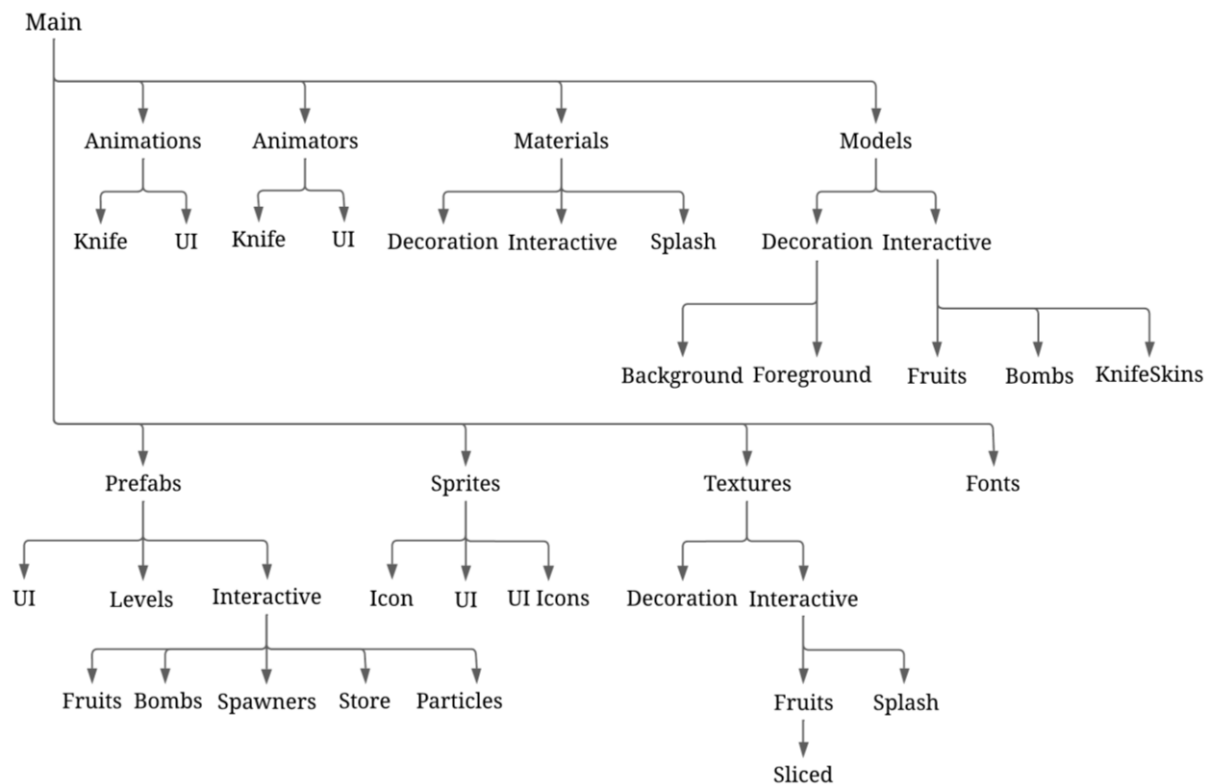 Main
Animations Animators Materials Models
Knife UI Knife UI Decoration Interactive Splash Decoration Interactive
Background Foreground Fruits Bombs KnifeSkins
Prefabs Sprites Textures Fonts
UI Levels Interactive Icon UI UI Icons Decoration Interactive
Fruits Bombs Spawners Store Particles Fruits Splash
Sliced